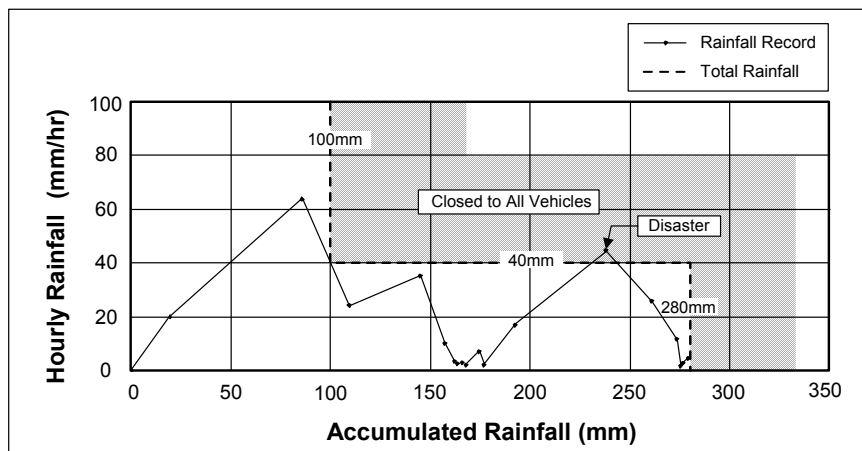 Rainfall Record
Total Rainfall
Hourly Rainfall (mm/hr)
100
80
60
40
20
0
100mm
Closed to All Vehicles
Disaster
40mm
280mm
0 50 100 150 200 250 300 350
Accumulated Rainfall (mm)